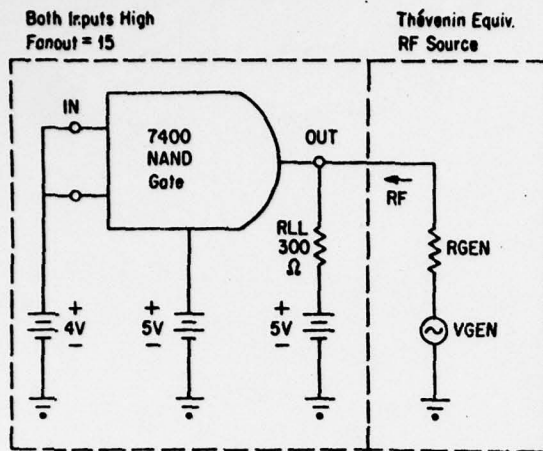 Both Inputs High
Fanout = 15
Thévenin Equiv.
RF Source
IN
7400
NAND
Gate
OUT
RF
RLL
300
Ω
RGEN
+
4V
−
+
5V
−
+
5V
−
VGEN